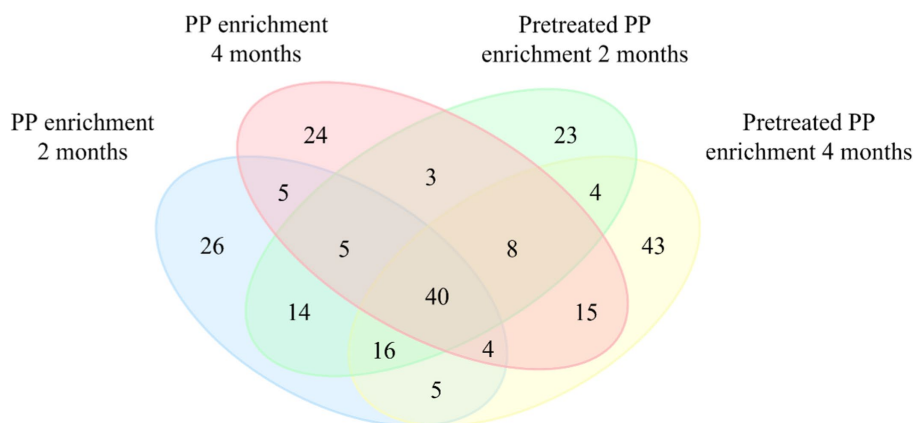 PP enrichment
4 months
Pretreated PP
enrichment 2 months
PP enrichment
2 months
Pretreated PP
enrichment 4 months
24
23
5
3
4
26
5
8
43
14
40
15
16
4
5